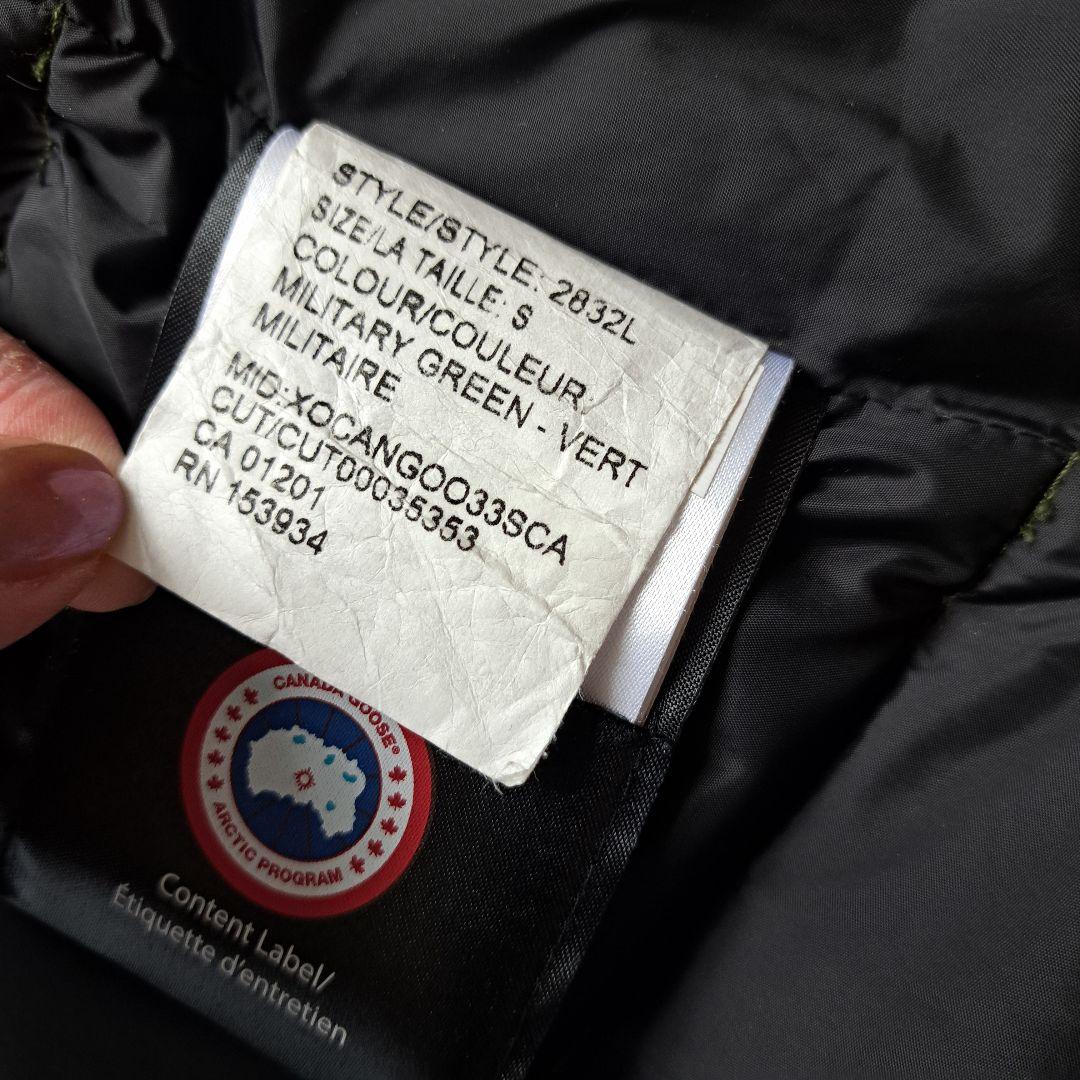 STYLE/STYLE: 2832L
SIZE/LA TAILLE: S
COLOUR/COULEUR:
MILITARY GREEN - VERT
MILITAIRE
MID:XOCANGOO33SCA
CUT/CUT00035353
CA 01201
RN 153934
CANADA GOOSE®
ARCTIC PROGRAM
Content Label/
Étiquette d'entretien